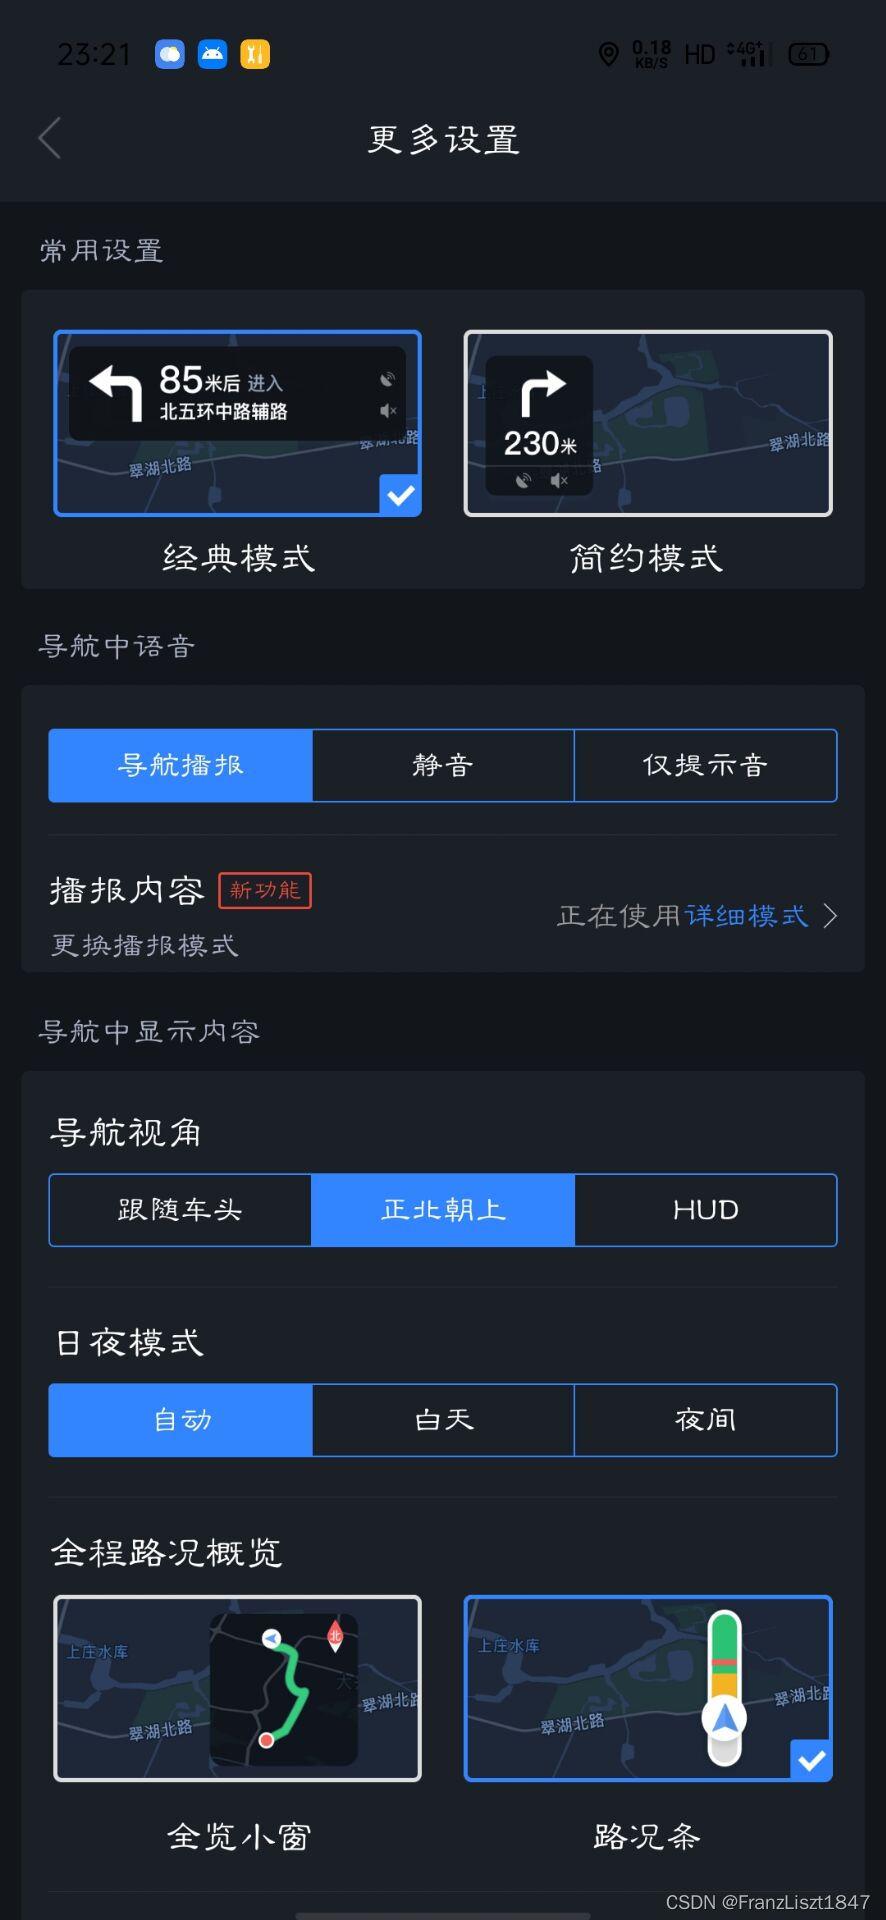 23:21 0.18 KB/S HD 4G+ 61
更多设置
常用设置
85米后 进入
北五环中路辅路
翠湖北路
翠湖北路
230米
翠湖北路
经典模式 简约模式
导航中语音
导航播报 静音 仅提示音
播报内容 新功能
更换播报模式
正在使用详细模式
导航中显示内容
导航视角
跟随车头 正北朝上 HUD
日夜模式
自动 白天 夜间
全程路况概览
上庄水库
北
翠湖北路
翠湖北路
上庄水库
翠湖北路
翠湖北路
全览小窗 路况条
CSDN @FranzLiszt1847